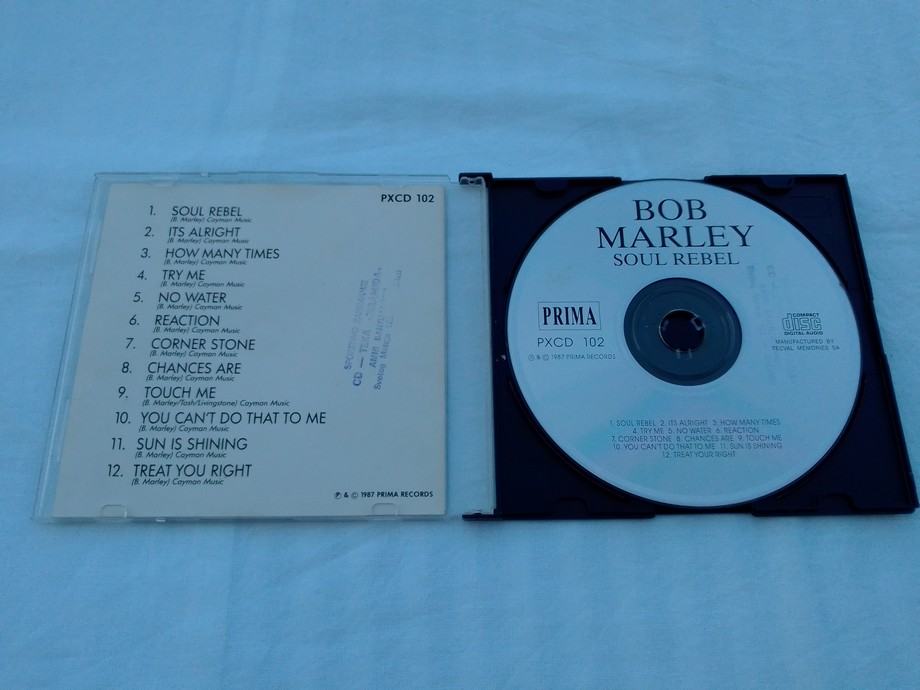 PXCD 102
1. SOUL REBEL
(B. Marley) Cayman Music
2. ITS ALRIGHT
(B. Marley) Cayman Music
3. HOW MANY TIMES
(B. Marley) Cayman Music
4. TRY ME
(B. Marley) Cayman Music
5. NO WATER
(B. Marley) Cayman Music
6. REACTION
(B. Marley) Cayman Music
7. CORNER STONE
(B. Marley) Cayman Music
8. CHANCES ARE
(B. Marley) Cayman Music
9. TOUCH ME
(B. Marley/Tosh/Livingstone) Cayman Music
10. YOU CAN'T DO THAT TO ME
(B. Marley) Cayman Music
11. SUN IS SHINING
(B. Marley) Cayman Music
12. TREAT YOU RIGHT
(B. Marley) Cayman Music
℗ & © 1987 PRIMA RECORDS
CD —
BOB
MARLEY
SOUL REBEL
PRIMA
PXCD 102
℗ & © 1987 PRIMA RECORDS
COMPACT
disc
DIGITAL AUDIO
MANUFACTURED BY
TECVAL MEMORIES SA
1. SOUL REBEL 2. ITS ALRIGHT 3. HOW MANY TIMES
4. TRY ME 5. NO WATER 6. REACTION
7. CORNER STONE 8. CHANCES ARE 9. TOUCH ME
10. YOU CAN'T DO THAT TO ME 11. SUN IS SHINING
12. TREAT YOUR RIGHT